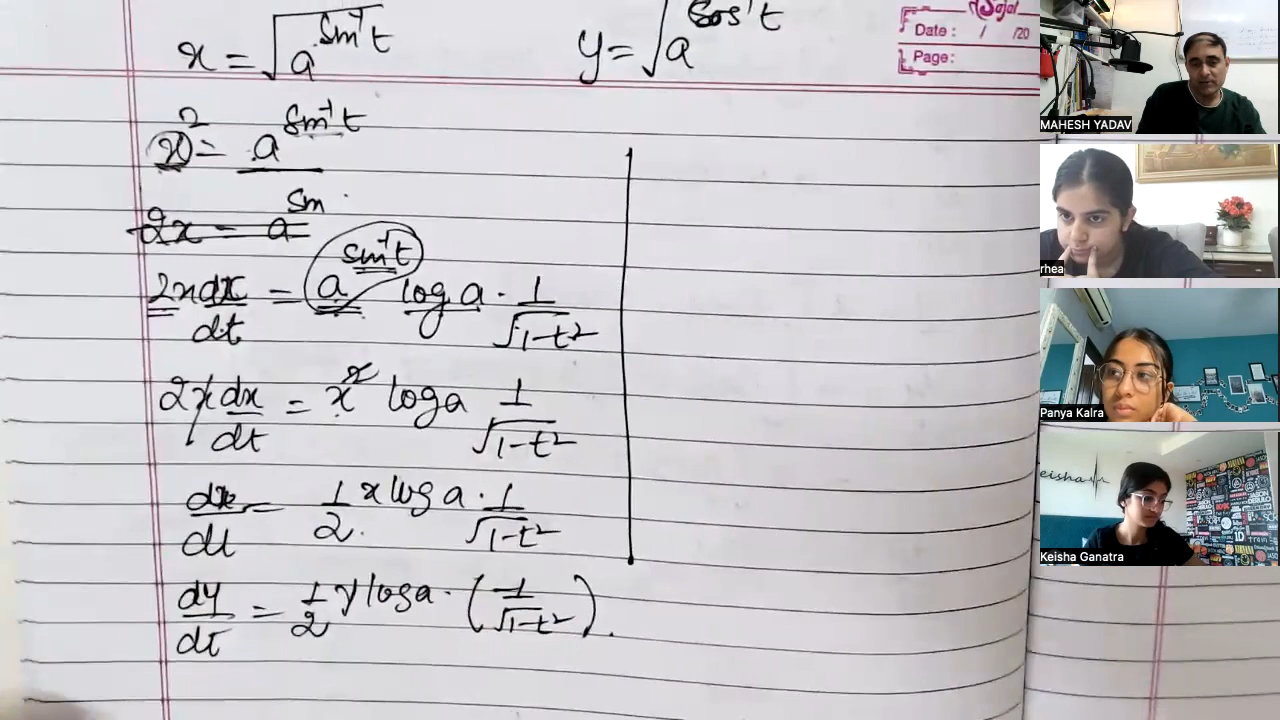 x = √a^sin⁻¹t y = √a^cos⁻¹t
Sajal
Date : / /20
Page:
x² = a^sin⁻¹t
2x = a^sin
2x dx/dt = a^sin⁻¹t log a · 1/√1-t²
2x dx/dt = x² log a 1/√1-t²
dx/dt = 1/2 x log a · 1/√1-t²
dy/dt = 1/2 y log a · (1/√1-t²).
MAHESH YADAV
rhea
Panya Kalra
eisha
Keisha Ganatra